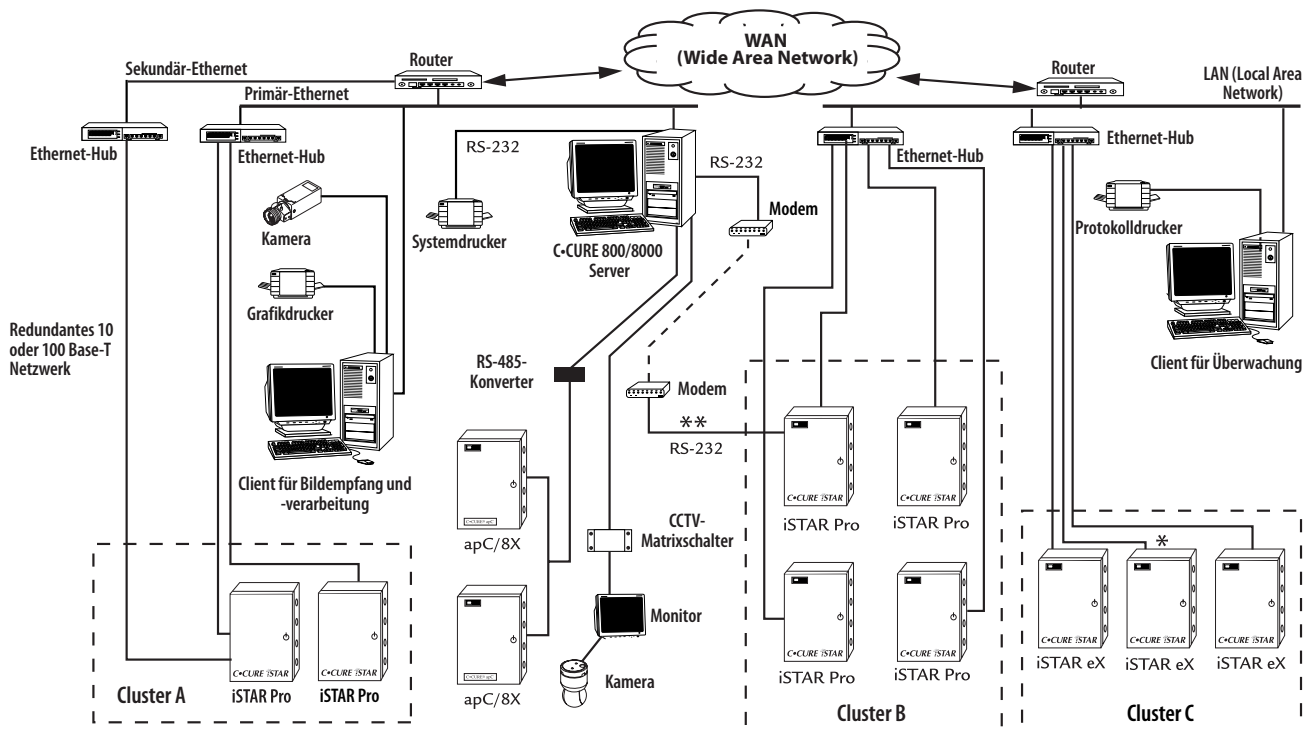 WAN
(Wide Area Network)
Router
Sekundär-Ethernet
Primär-Ethernet
Router
LAN (Local Area
Network)
Ethernet-Hub
Ethernet-Hub
RS-232
RS-232
Ethernet-Hub
Ethernet-Hub
Kamera
Systemdrucker
C•CURE 800/8000
Server
Modem
Protokolldrucker
Grafikdrucker
Redundantes 10
oder 100 Base-T
Netzwerk
RS-485-
Konverter
Modem
Client für Überwachung
**
RS-232
Client für Bildempfang und
-verarbeitung
C•CURE apC
apC/8X
CCTV-
Matrixschalter
C•CURE iSTAR
iSTAR Pro
C•CURE iSTAR
iSTAR Pro
*
Monitor
Kamera
C•CURE apC
apC/8X
C•CURE iSTAR
iSTAR Pro
C•CURE iSTAR
iSTAR Pro
C•CURE iSTAR
iSTAR eX
C•CURE iSTAR
iSTAR eX
C•CURE iSTAR
iSTAR eX
Cluster A
C•CURE iSTAR
iSTAR Pro
C•CURE iSTAR
iSTAR Pro
Cluster B
Cluster C